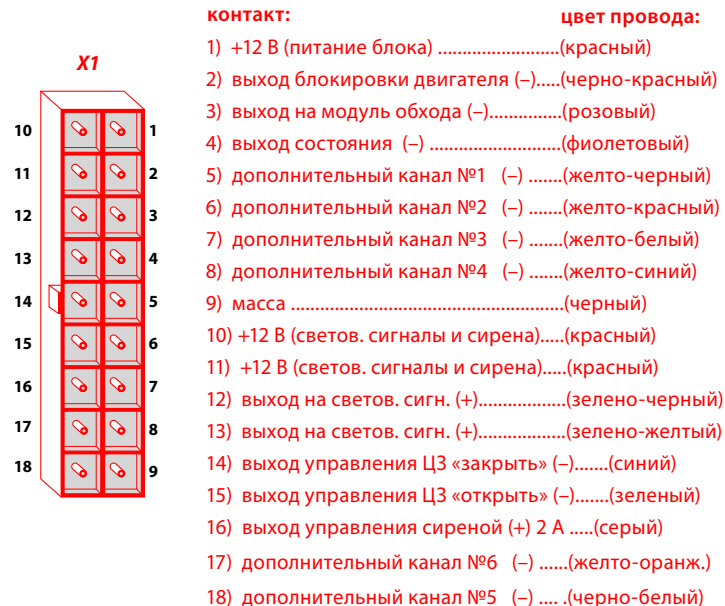 контакт: цвет провода:
X1
1) +12 В (питание блока) ..........................(красный)
2) выход блокировки двигателя (–).....(черно-красный)
3) выход на модуль обхода (–)...............(розовый)
4) выход состояния (–) ............................(фиолетовый)
5) дополнительный канал №1 (–) .......(желто-черный)
6) дополнительный канал №2 (–) .......(желто-красный)
7) дополнительный канал №3 (–) .......(желто-белый)
8) дополнительный канал №4 (–) .......(желто-синий)
9) масса ..........................................................(черный)
10) +12 В (светов. сигналы и сирена).....(красный)
11) +12 В (светов. сигналы и сирена).....(красный)
12) выход на светов. сигн. (+)..................(зелено-черный)
13) выход на светов. сигн. (+)..................(зелено-желтый)
14) выход управления ЦЗ «закрыть» (–).......(синий)
15) выход управления ЦЗ «открыть» (–).......(зеленый)
16) выход управления сиреной (+) 2 А .....(серый)
17) дополнительный канал №6 (–) ......(желто-оранж.)
18) дополнительный канал №5 (–) .... .(черно-белый)
10 1
11 2
12 3
13 4
14 5
15 6
16 7
17 8
18 9